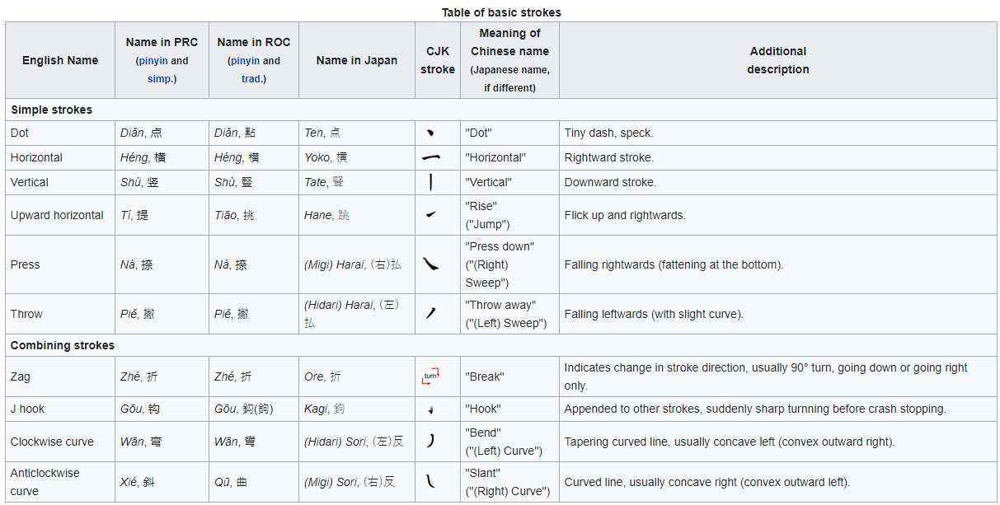 Table of basic strokes
English Name	Name in PRC (pinyin and simp.)	Name in ROC (pinyin and trad.)	Name in Japan	CJK stroke	Meaning of Chinese name (Japanese name, if different)	Additional description
Simple strokes
Dot	Diǎn, 点	Diǎn, 點	Ten, 点	"Dot"	Tiny dash, speck.
Horizontal	Héng, 横	Héng, 橫	Yoko, 横	"Horizontal"	Rightward stroke.
Vertical	Shù, 竖	Shù, 豎	Tate, 豎	"Vertical"	Downward stroke.
Upward horizontal	Tí, 提	Tiāo, 挑	Hane, 跳	"Rise" ("Jump")	Flick up and rightwards.
Press	Nà, 捺	Nà, 捺	(Migi) Harai, （右）払	"Press down" ("(Right) Sweep")	Falling rightwards (fattening at the bottom).
Throw	Piě, 撇	Piě, 撇	(Hidari) Harai, （左）払	"Throw away" ("(Left) Sweep")	Falling leftwards (with slight curve).
Combining strokes
Zag	Zhé, 折	Zhé, 折	Ore, 折	turn	"Break"	Indicates change in stroke direction, usually 90° turn, going down or going right only.
J hook	Gōu, 钩	Gōu, 鈎(鉤)	Kagi, 鉤	"Hook"	Appended to other strokes, suddenly sharp turnning before crash stopping.
Clockwise curve	Wān, 弯	Wān, 彎	(Hidari) Sori, （左）反	"Bend" ("(Left) Curve")	Tapering curved line, usually concave left (convex outward right).
Anticlockwise curve	Xié, 斜	Qū, 曲	(Migi) Sori, （右）反	"Slant" ("(Right) Curve")	Curved line, usually concave right (convex outward left).